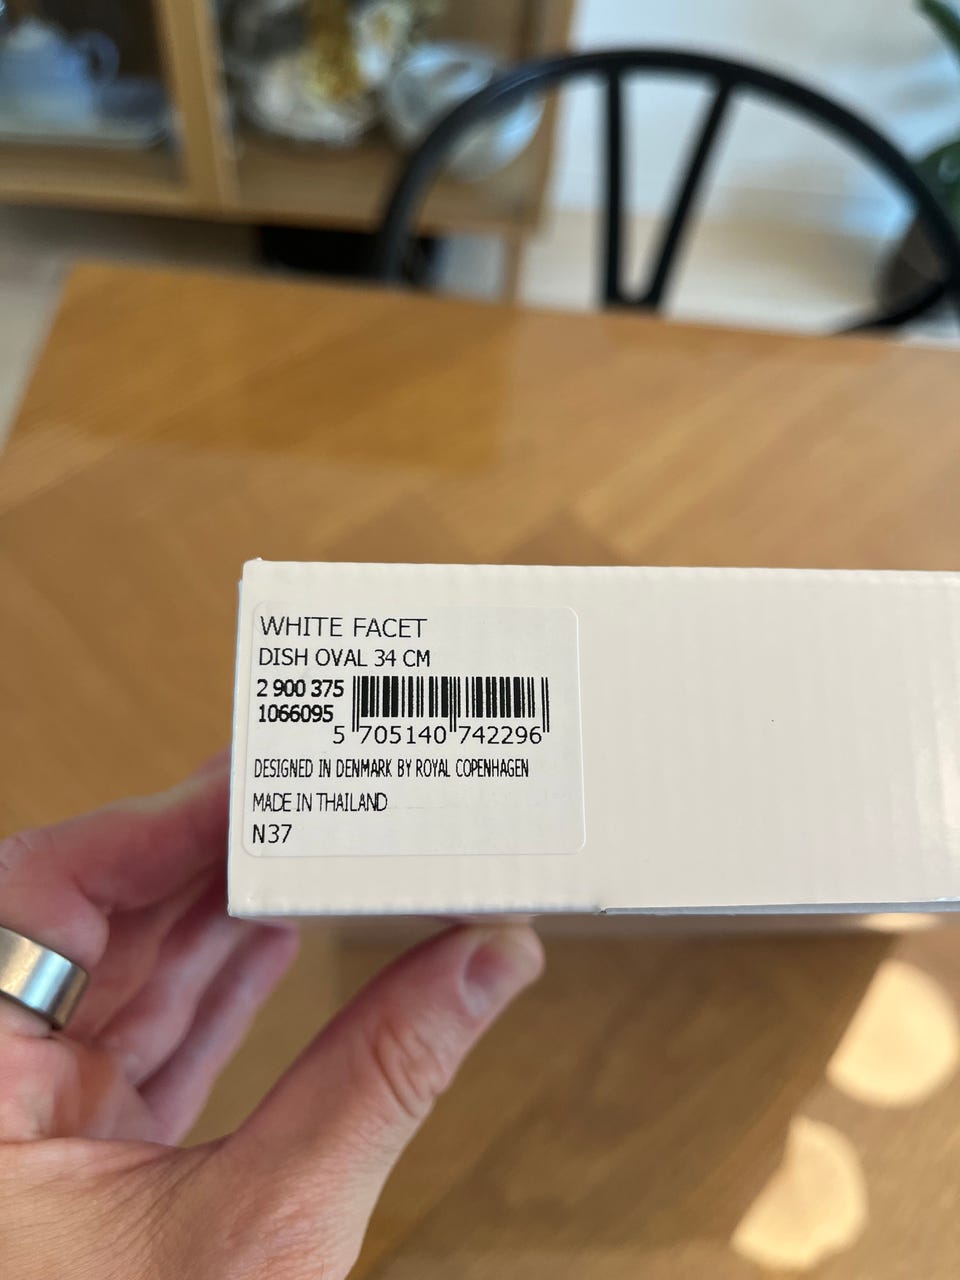 WHITE FACET
DISH OVAL 34 CM
2 900 375
1066095
5 705140 742296
DESIGNED IN DENMARK BY ROYAL COPENHAGEN
MADE IN THAILAND
N37